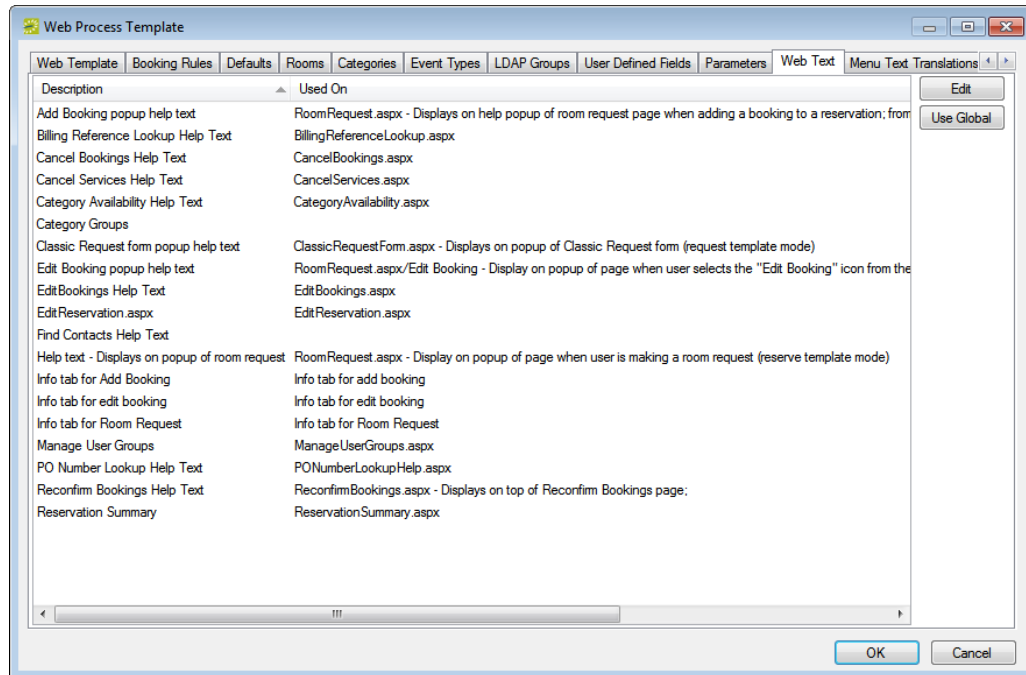 Web Process Template
Web Template Booking Rules Defaults Rooms Categories Event Types LDAP Groups User Defined Fields Parameters Web Text Menu Text Translations
Description Used On Edit
Add Booking popup help text RoomRequest.aspx - Displays on help popup of room request page when adding a booking to a reservation; from Use Global
Billing Reference Lookup Help Text BillingReferenceLookup.aspx
Cancel Bookings Help Text CancelBookings.aspx
Cancel Services Help Text CancelServices.aspx
Category Availability Help Text CategoryAvailability.aspx
Category Groups
Classic Request form popup help text ClassicRequestForm.aspx - Displays on popup of Classic Request form (request template mode)
Edit Booking popup help text RoomRequest.aspx/Edit Booking - Display on popup of page when user selects the "Edit Booking" icon from the
EditBookings Help Text EditBookings.aspx
EditReservation.aspx EditReservation.aspx
Find Contacts Help Text
Help text - Displays on popup of room request RoomRequest.aspx - Display on popup of page when user is making a room request (reserve template mode)
Info tab for Add Booking Info tab for add booking
Info tab for edit booking Info tab for edit booking
Info tab for Room Request Info tab for Room Request
Manage User Groups ManageUserGroups.aspx
PO Number Lookup Help Text PONumberLookupHelp.aspx
Reconfirm Bookings Help Text ReconfirmBookings.aspx - Displays on top of Reconfirm Bookings page;
Reservation Summary ReservationSummary.aspx
OK Cancel